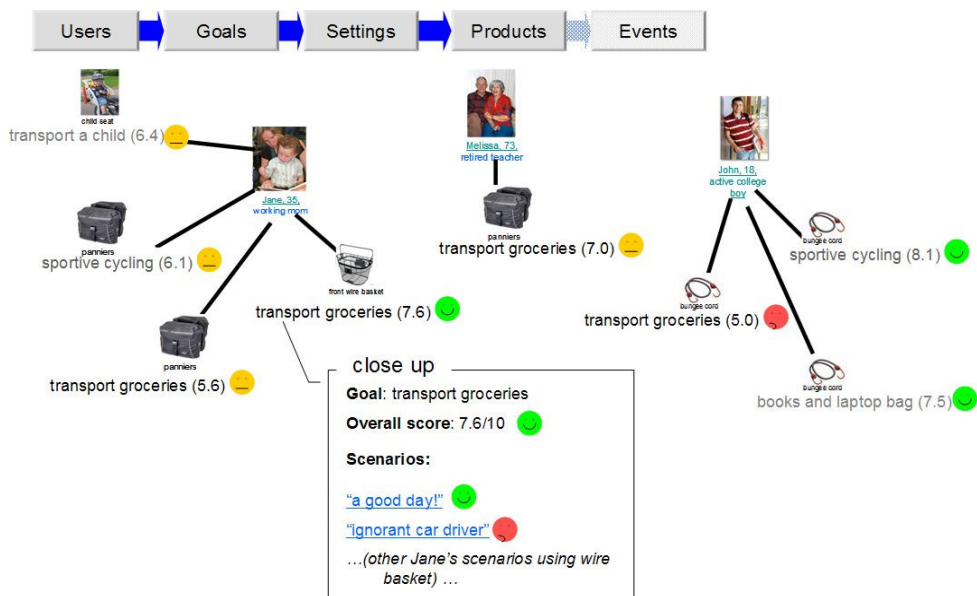 Users
Goals
Settings
Products
Events
child seat
transport a child (6.4)
Jane, 35,
working mom
panniers
sportive cycling (6.1)
panniers
transport groceries (5.6)
front wire basket
transport groceries (7.6)
Melissa, 73,
retired teacher
panniers
transport groceries (7.0)
John, 18,
active college
boy
bungee cord
sportive cycling (8.1)
bungee cord
transport groceries (5.0)
bungee cord
books and laptop bag (7.5)
close up
Goal: transport groceries
Overall score: 7.6/10
Scenarios:
“a good day!”
“ignorant car driver”
…(other Jane’s scenarios using wire
basket) …